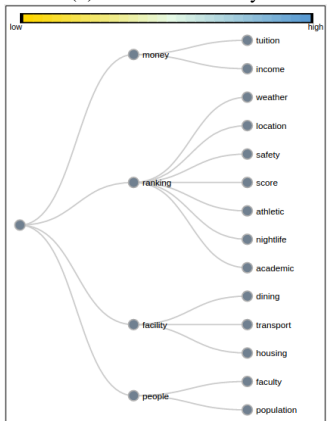 low
high
money
tuition
income
ranking
weather
location
safety
score
athletic
nightlife
academic
facility
dining
transport
housing
people
faculty
population